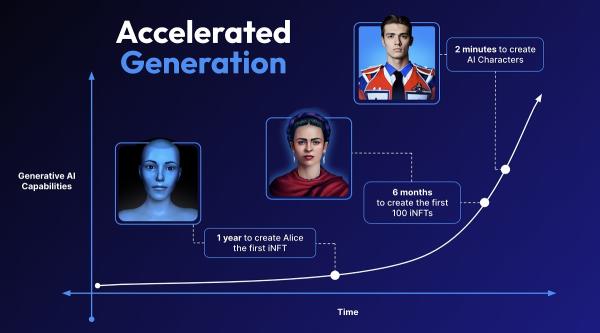 Accelerated
Generation
2 minutes to create
AI Characters
Generative AI
Capabilities
6 months
to create the first
100 iNFTs
1 year to create Alice
the first iNFT
Time